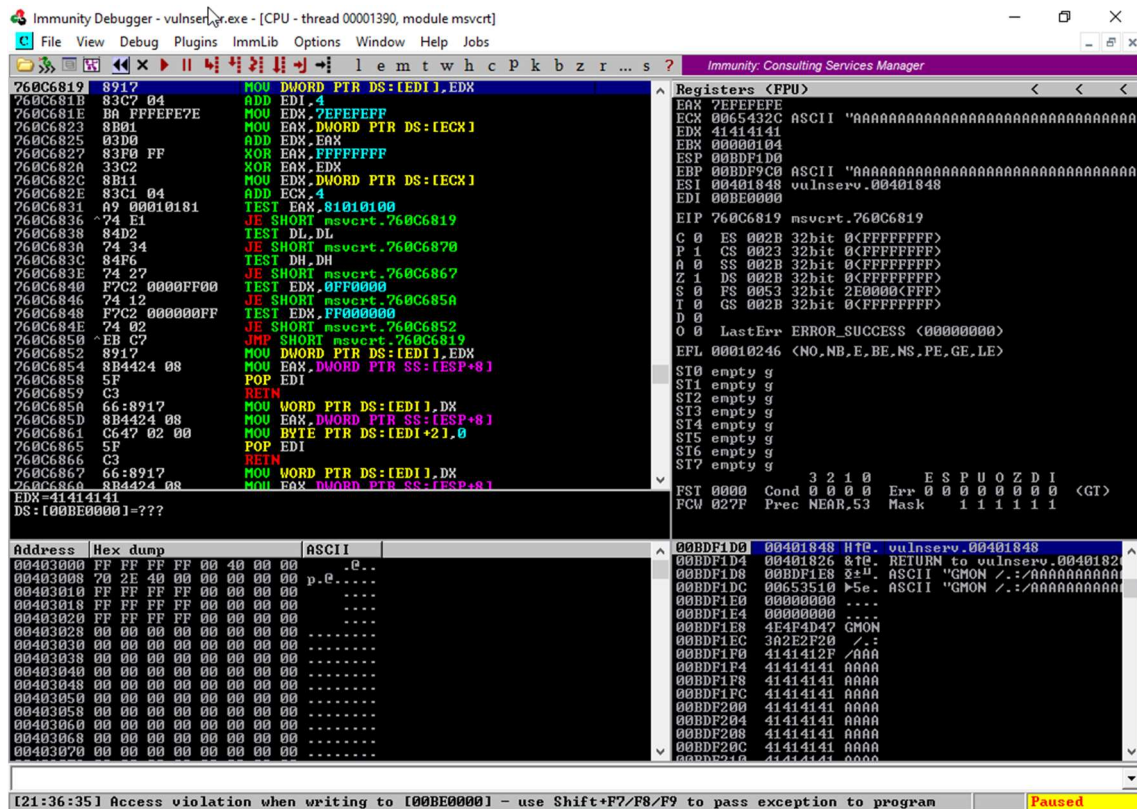 Immunity Debugger - vulnserver.exe - [CPU - thread 00001390, module msvcrt]
C File View Debug Plugins ImmLib Options Window Help Jobs
l e m t w h c P k b z r ... s ? Immunity: Consulting Services Manager
760C6819 8917 MOV DWORD PTR DS:[EDI],EDX
760C681B 83C7 04 ADD EDI,4
760C681E BA FFFEFE7E MOV EDX,7EFEFEFF
760C6823 8B01 MOV EAX,DWORD PTR DS:[ECX]
760C6825 03D0 ADD EDX,EAX
760C6827 83F0 FF XOR EAX,FFFFFFFF
760C682A 33C2 XOR EAX,EDX
760C682C 8B11 MOV EDX,DWORD PTR DS:[ECX]
760C682E 83C1 04 ADD ECX,4
760C6831 A9 00010181 TEST EAX,81010100
760C6836 ^74 E1 JE SHORT msvcrt.760C6819
760C6838 84D2 TEST DL,DL
760C683A 74 34 JE SHORT msvcrt.760C6870
760C683C 84F6 TEST DH,DH
760C683E 74 27 JE SHORT msvcrt.760C6867
760C6840 F7C2 0000FF00 TEST EDX,0FF0000
760C6846 74 12 JE SHORT msvcrt.760C685A
760C6848 F7C2 000000FF TEST EDX,FF000000
760C684E 74 02 JE SHORT msvcrt.760C6852
760C6850 ^EB C7 JMP SHORT msvcrt.760C6819
760C6852 8917 MOV DWORD PTR DS:[EDI],EDX
760C6854 8B4424 08 MOV EAX,DWORD PTR SS:[ESP+8]
760C6858 5F POP EDI
760C6859 C3 RETN
760C685A 66:8917 MOV WORD PTR DS:[EDI],DX
760C685D 8B4424 08 MOV EAX,DWORD PTR SS:[ESP+8]
760C6861 C647 02 00 MOV BYTE PTR DS:[EDI+2],0
760C6865 5F POP EDI
760C6866 C3 RETN
760C6867 66:8917 MOV WORD PTR DS:[EDI],DX
760C686A 8B4424 08 MOV EAX,DWORD PTR SS:[ESP+8]
EDX=41414141
DS:[00BE0000]=???
Registers (FPU) < < <
EAX 7EFEFEFE
ECX 0065432C ASCII "AAAAAAAAAAAAAAAAAAAAAAAAAAAAAAAAA
EDX 41414141
EBX 00000104
ESP 00BDF1D0
EBP 00BDF9C0 ASCII "AAAAAAAAAAAAAAAAAAAAAAAAAAAAAAAAA
ESI 00401848 vulnserv.00401848
EDI 00BE0000
EIP 760C6819 msvcrt.760C6819
C 0 ES 002B 32bit 0(FFFFFFFF)
P 1 CS 0023 32bit 0(FFFFFFFF)
A 0 SS 002B 32bit 0(FFFFFFFF)
Z 1 DS 002B 32bit 0(FFFFFFFF)
S 0 FS 0053 32bit 2E0000(FFF)
T 0 GS 002B 32bit 0(FFFFFFFF)
D 0
O 0 LastErr ERROR_SUCCESS (00000000)
EFL 00010246 (NO,NB,E,BE,NS,PE,GE,LE)
ST0 empty g
ST1 empty g
ST2 empty g
ST3 empty g
ST4 empty g
ST5 empty g
ST6 empty g
ST7 empty g
3 2 1 0 E S P U O Z D I
FST 0000 Cond 0 0 0 0 Err 0 0 0 0 0 0 0 0 (GT)
FCW 027F Prec NEAR,53 Mask 1 1 1 1 1 1
Address Hex dump ASCII
00403000 FF FF FF FF 00 40 00 00 .@..
00403008 70 2E 40 00 00 00 00 00 p.@.....
00403010 FF FF FF FF 00 00 00 00 ....
00403018 FF FF FF FF 00 00 00 00 ....
00403020 FF FF FF FF 00 00 00 00 ....
00403028 00 00 00 00 00 00 00 00 ........
00403030 00 00 00 00 00 00 00 00 ........
00403038 00 00 00 00 00 00 00 00 ........
00403040 00 00 00 00 00 00 00 00 ........
00403048 00 00 00 00 00 00 00 00 ........
00403050 00 00 00 00 00 00 00 00 ........
00403058 00 00 00 00 00 00 00 00 ........
00403060 00 00 00 00 00 00 00 00 ........
00403068 00 00 00 00 00 00 00 00 ........
00403070 00 00 00 00 00 00 00 00 ........
00BDF1D0 00401848 H↑@. vulnserv.00401848
00BDF1D4 00401826 &↑@. RETURN to vulnserv.0040182
00BDF1D8 00BDF1E8 ASCII "GMON /.:/AAAAAAAAAAA
00BDF1DC 00653510 ►5e. ASCII "GMON /.:/AAAAAAAAAAA
00BDF1E0 00000000 ....
00BDF1E4 00000000 ....
00BDF1E8 4E4F4D47 GMON
00BDF1EC 3A2E2F20 /.:
00BDF1F0 4141412F /AAA
00BDF1F4 41414141 AAAA
00BDF1F8 41414141 AAAA
00BDF1FC 41414141 AAAA
00BDF200 41414141 AAAA
00BDF204 41414141 AAAA
00BDF208 41414141 AAAA
00BDF20C 41414141 AAAA
00BDF210 41414141 AAAA
[21:36:35] Access violation when writing to [00BE0000] - use Shift+F7/F8/F9 to pass exception to program Paused